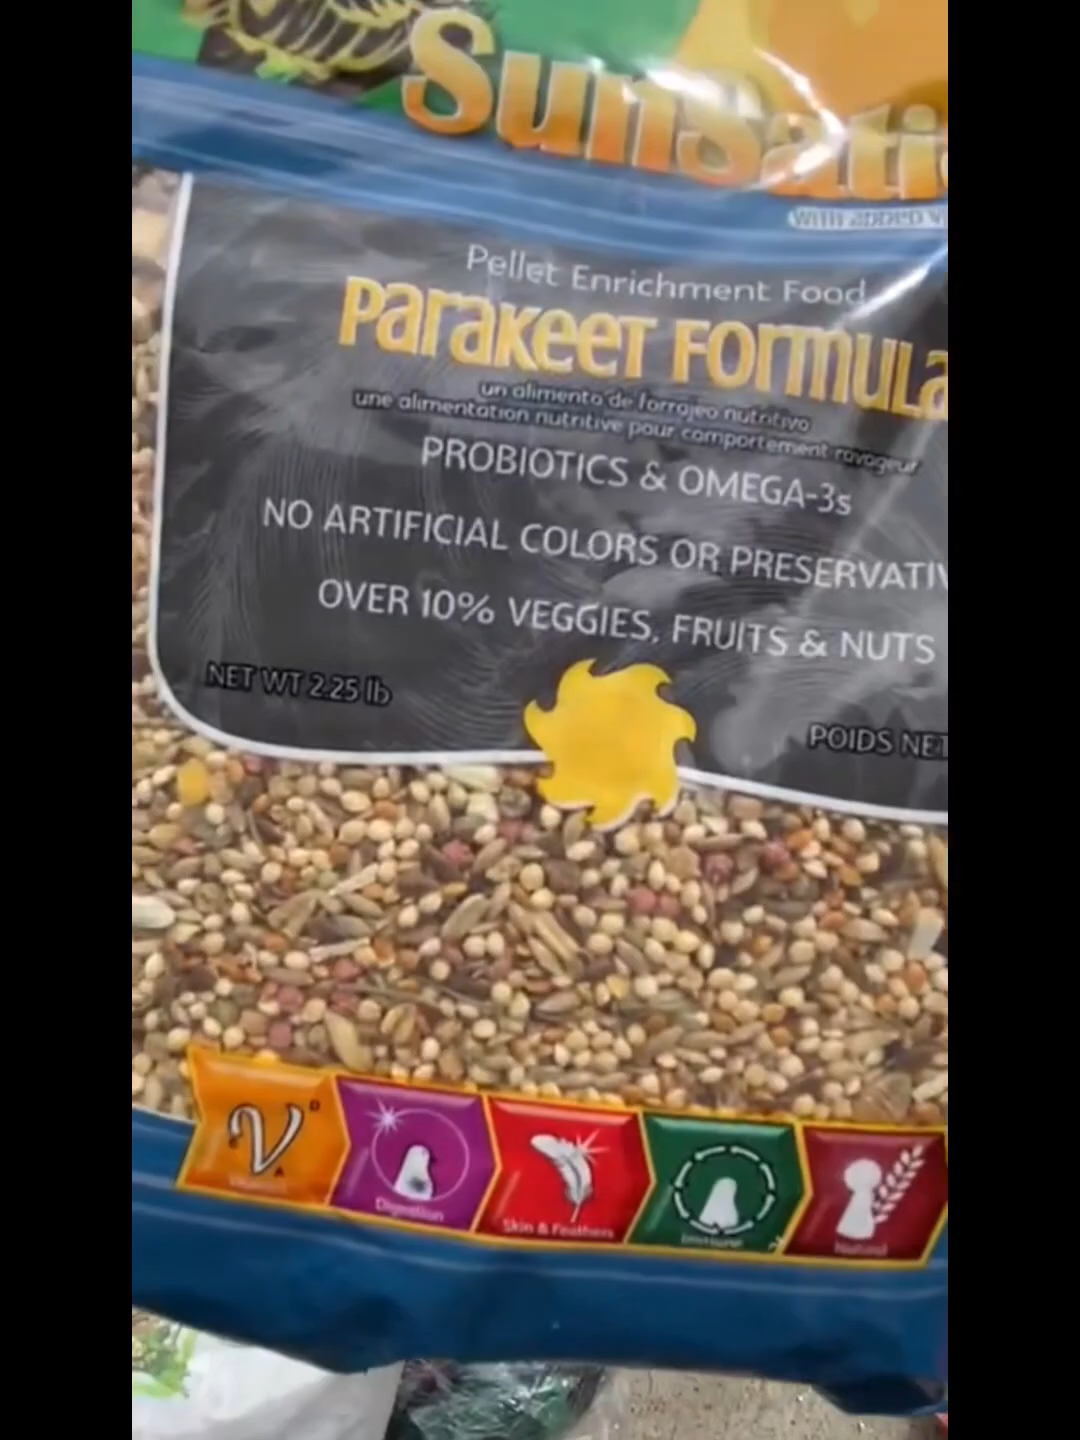 Sunsati
WITH ADDED V
Pellet Enrichment Food
Parakeet Formula
un alimento de forrajeo nutritivo
une alimentation nutritive pour comportement ravageur
PROBIOTICS & OMEGA-3s
NO ARTIFICIAL COLORS OR PRESERVATIV
OVER 10% VEGGIES, FRUITS & NUTS
NET WT 2.25 lb
POIDS NET
V D A
Digestion
Skin & Feathers
Immune
Natural